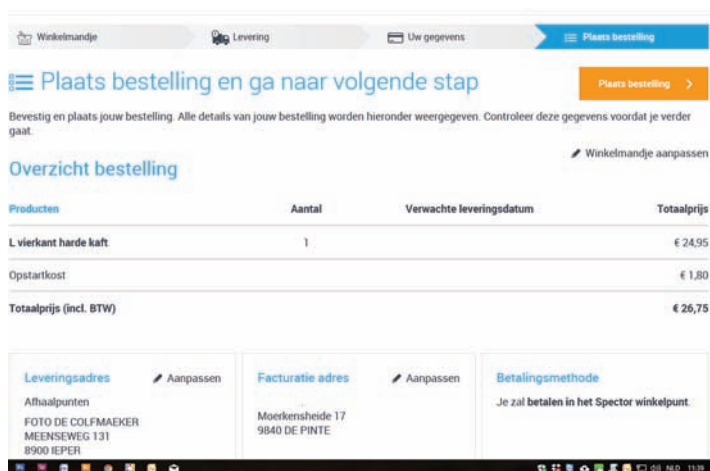 Winkelmandje Levering Uw gegevens Plaats bestelling
Plaats bestelling en ga naar volgende stap
Plaats bestelling
Bevestig en plaats jouw bestelling. Alle details van jouw bestelling worden hieronder weergegeven. Controleer deze gegevens voordat je verder
gaat.
Winkelmandje aanpassen
Overzicht bestelling
Producten Aantal Verwachte leveringsdatum Totaalprijs
L vierkant harde kaft 1 € 24,95
Opstartkost € 1,80
Totaalprijs (incl. BTW) € 26,75
Leveringsadres Aanpassen
Afhaalpunten
FOTO DE COLFMAEKER
MEENSEWEG 131
8900 IEPER
Facturatie adres Aanpassen
Moerkensheide 17
9840 DE PINTE
Betalingsmethode
Je zal betalen in het Spector winkelpunt.
NLD 11:39